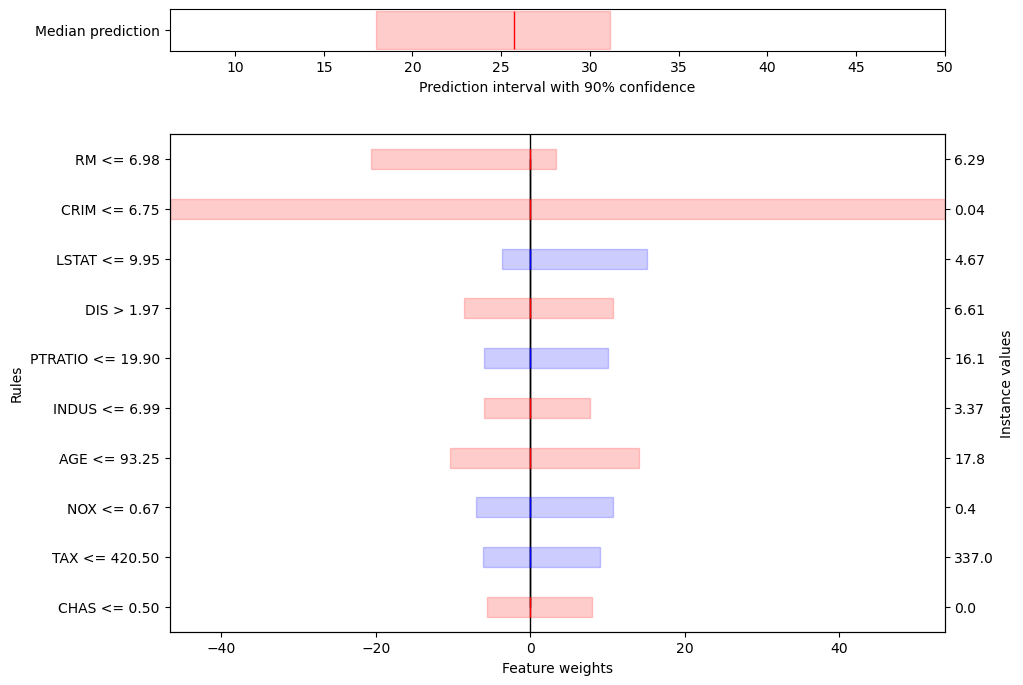 Median prediction
10 15 20 25 30 35 40 45 50
Prediction interval with 90% confidence
RM <= 6.98 6.29
CRIM <= 6.75 0.04
LSTAT <= 9.95 4.67
DIS > 1.97 6.61
PTRATIO <= 19.90 16.1
INDUS <= 6.99 3.37
AGE <= 93.25 17.8
NOX <= 0.67 0.4
TAX <= 420.50 337.0
CHAS <= 0.50 0.0
Rules
Instance values
−40 −20 0 20 40
Feature weights